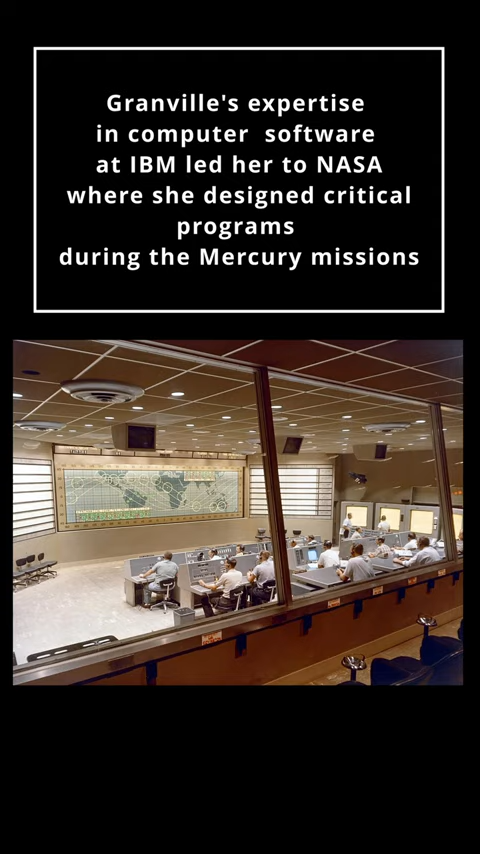 Granville's expertise
in computer software
at IBM led her to NASA
where she designed critical
programs
during the Mercury missions